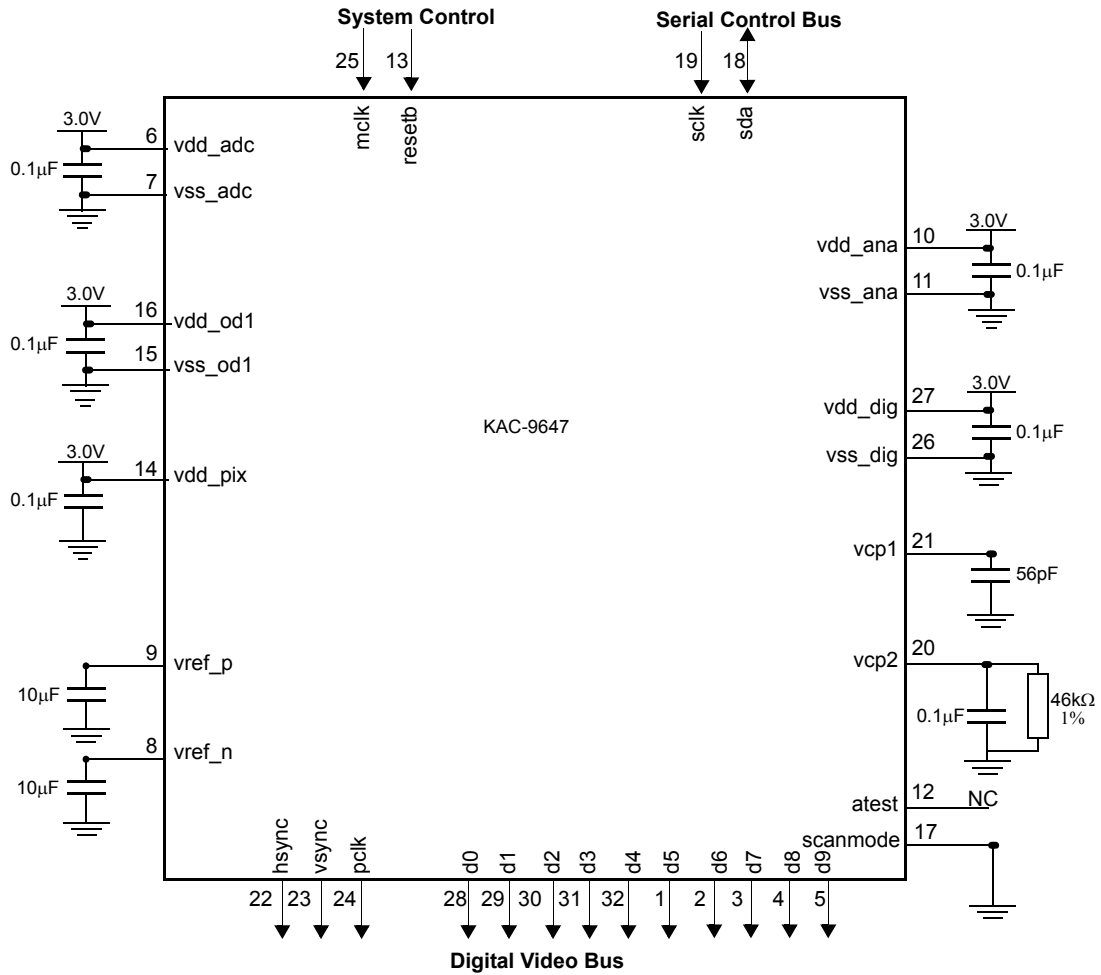 System Control
Serial Control Bus
25
13
19
18
mclk
resetb
sclk
sda
3.0V
6
vdd_adc
0.1µF
7
vss_adc
3.0V
16
vdd_od1
0.1µF
15
vss_od1
3.0V
14
vdd_pix
0.1µF
9
vref_p
10µF
8
vref_n
10µF
KAC-9647
vdd_ana
10
3.0V
0.1µF
vss_ana
11
vdd_dig
27
3.0V
0.1µF
vss_dig
26
vcp1
21
56pF
vcp2
20
0.1µF
46kΩ
1%
atest
12
NC
scanmode
17
hsync
vsync
pclk
d0
d1
d2
d3
d4
d5
d6
d7
d8
d9
22
23
24
28
29
30
31
32
1
2
3
4
5
Digital Video Bus